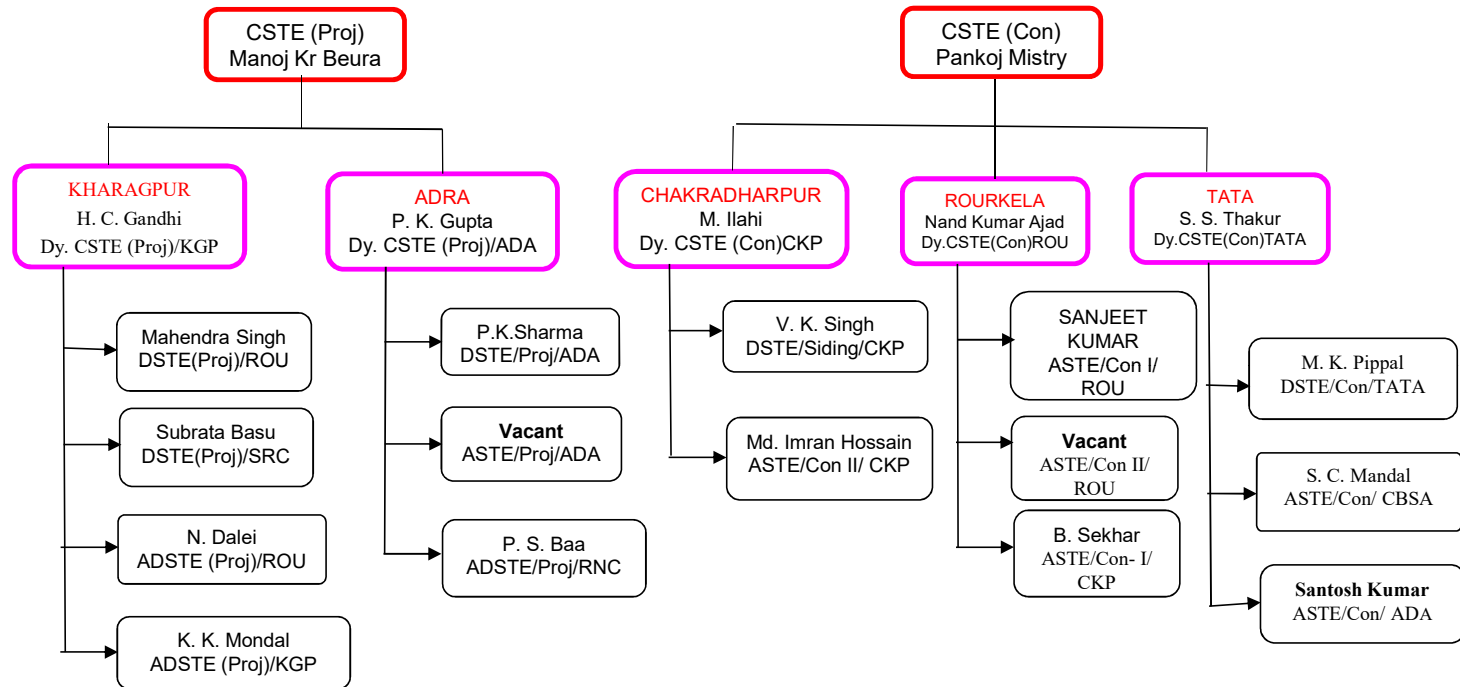 CSTE (Proj)
Manoj Kr Beura
CSTE (Con)
Pankoj Mistry
KHARAGPUR
H. C. Gandhi
Dy. CSTE (Proj)/KGP
ADRA
P. K. Gupta
Dy. CSTE (Proj)/ADA
CHAKRADHARPUR
M. Ilahi
Dy. CSTE (Con)CKP
ROURKELA
Nand Kumar Ajad
Dy.CSTE(Con)ROU
TATA
S. S. Thakur
Dy.CSTE(Con)TATA
Mahendra Singh
DSTE(Proj)/ROU
Subrata Basu
DSTE(Proj)/SRC
N. Dalei
ADSTE (Proj)/ROU
K. K. Mondal
ADSTE (Proj)/KGP
P.K.Sharma
DSTE/Proj/ADA
Vacant
ASTE/Proj/ADA
P. S. Baa
ADSTE/Proj/RNC
V. K. Singh
DSTE/Siding/CKP
Md. Imran Hossain
ASTE/Con II/ CKP
SANJEET
KUMAR
ASTE/Con I/
ROU
Vacant
ASTE/Con II/
ROU
B. Sekhar
ASTE/Con- I/
CKP
M. K. Pippal
DSTE/Con/TATA
S. C. Mandal
ASTE/Con/ CBSA
Santosh Kumar
ASTE/Con/ ADA